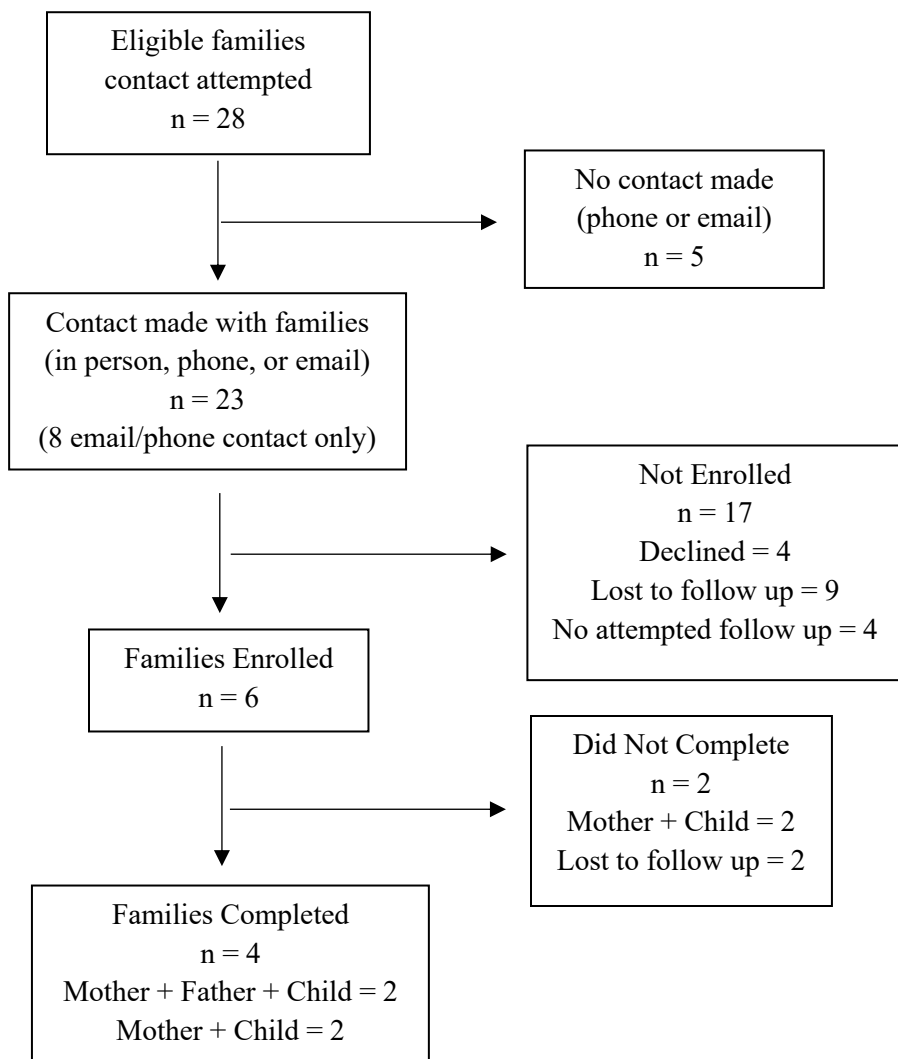 Eligible families
contact attempted
n = 28
No contact made
(phone or email)
n = 5
Contact made with families
(in person, phone, or email)
n = 23
(8 email/phone contact only)
Not Enrolled
n = 17
Declined = 4
Lost to follow up = 9
No attempted follow up = 4
Families Enrolled
n = 6
Did Not Complete
n = 2
Mother + Child = 2
Lost to follow up = 2
Families Completed
n = 4
Mother + Father + Child = 2
Mother + Child = 2